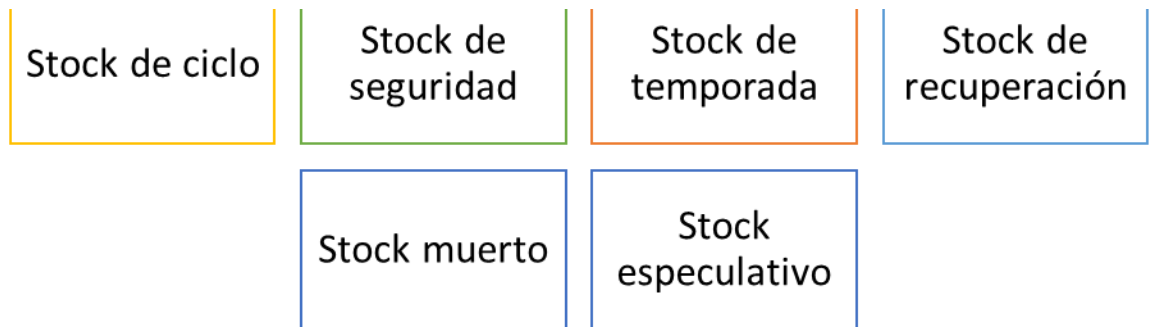 Stock de ciclo
Stock de
seguridad
Stock de
temporada
Stock de
recuperación
Stock muerto
Stock
especulativo